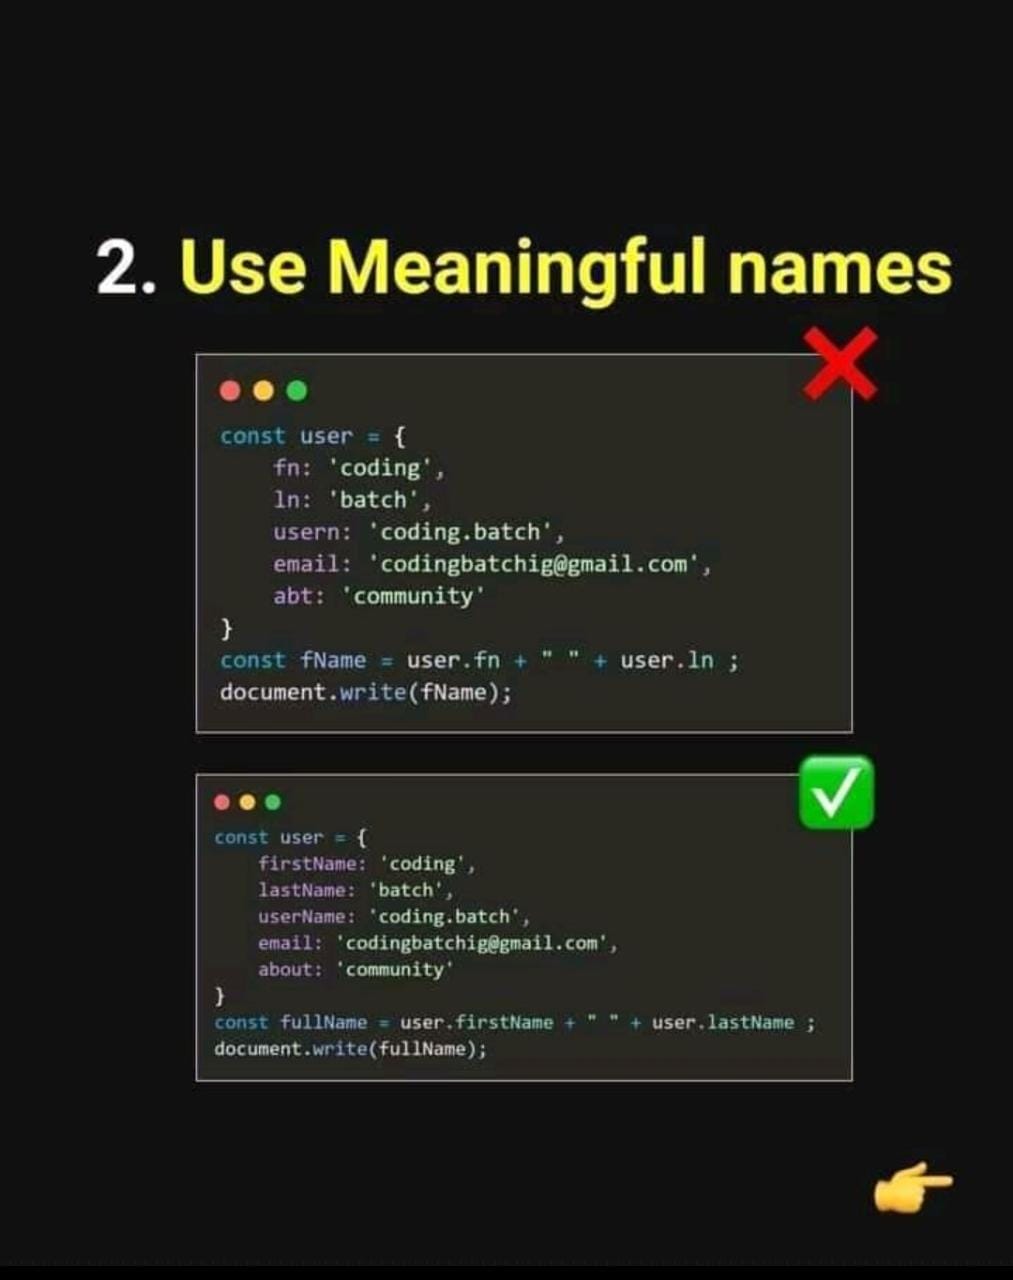 2. Use Meaningful names
const user = {
    fn: 'coding',
    ln: 'batch',
    usern: 'coding.batch',
    email: 'codingbatchig@gmail.com',
    abt: 'community'
}
const fName = user.fn + " " + user.ln ;
document.write(fName);
const user = {
    firstName: 'coding',
    lastName: 'batch',
    userName: 'coding.batch',
    email: 'codingbatchig@gmail.com',
    about: 'community'
}
const fullName = user.firstName + " " + user.lastName ;
document.write(fullName);